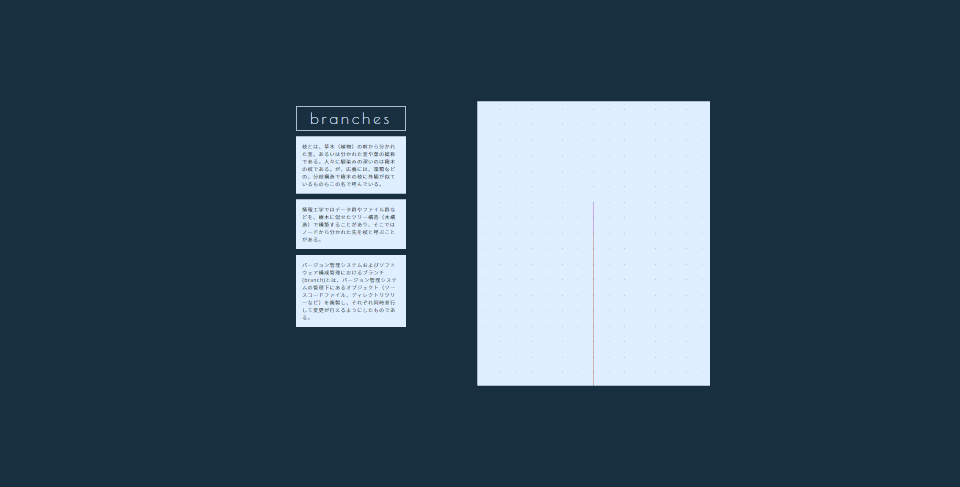 branches
枝とは、草木（植物）の幹から分かれ
た茎、あるいは分かれた茎や葉の総称
である。人々に馴染みの深いのは樹木
の枝である。が、広義には、藻類など
の、分岐構造で樹木の枝に外観が似て
いるものもこの名で呼んでいる。
情報工学ではデータ群やファイル群な
どを、樹木に似せたツリー構造（木構
造）で構築することがあり、そこでは
ノードから分かれた先を枝と呼ぶこと
がある。
バージョン管理システムおよびソフト
ウェア構成管理におけるブランチ
(branch)とは、バージョン管理システ
ムの管理下にあるオブジェクト（ソー
スコードファイル、ディレクトリツリ
ーなど）を複製し、それぞれ同時並行
して変更が行えるようにしたものであ
る。